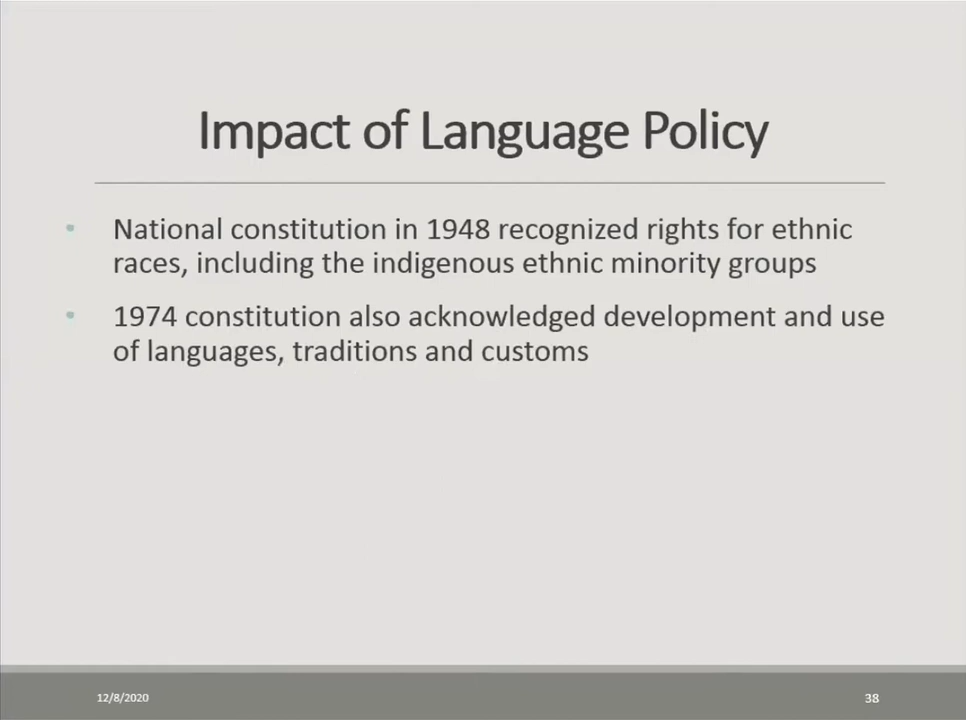 Impact of Language Policy
• National constitution in 1948 recognized rights for ethnic
races, including the indigenous ethnic minority groups
• 1974 constitution also acknowledged development and use
of languages, traditions and customs
12/8/2020
38